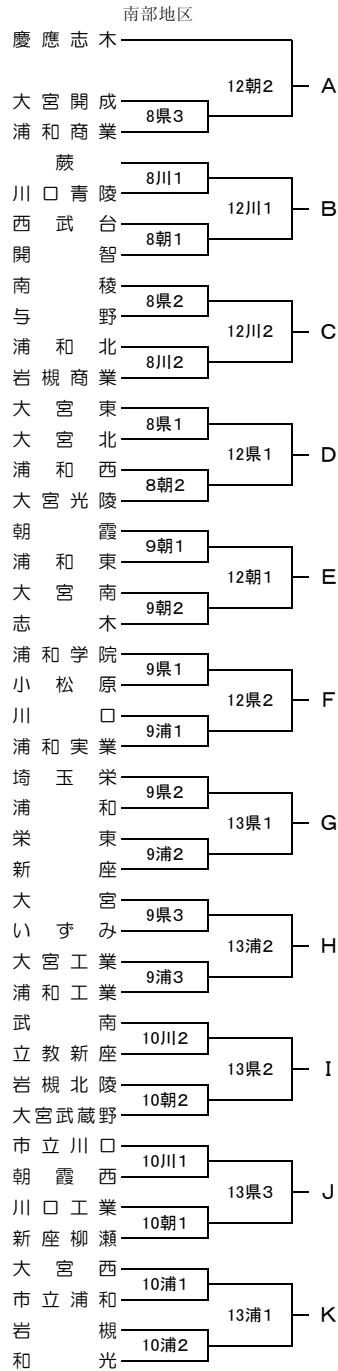 南部地区
慶應志木
12朝2 A
大宮開成
8県3
浦和商業
蕨
8川1
川口青陵
12川1 B
西武台
8朝1
開智
南稜
8県2
与野
12川2 C
浦和北
8川2
岩槻商業
大宮東
8県1
大宮北
12県1 D
浦和西
8朝2
大宮光陵
朝霞
9朝1
浦和東
12朝1 E
大宮南
9朝2
志木
浦和学院
9県1
小松原
12県2 F
川口
9浦1
浦和実業
埼玉栄
9県2
浦和
13県1 G
栄東
9浦2
新座
大宮
9県3
いずみ
13浦2 H
大宮工業
9浦3
浦和工業
武南
10川2
立教新座
13県2 I
岩槻北陵
10朝2
大宮武蔵野
市立川口
10川1
朝霞西
13県3 J
川口工業
10朝1
新座柳瀬
大宮西
10浦1
市立浦和
13浦1 K
岩槻
10浦2
和光